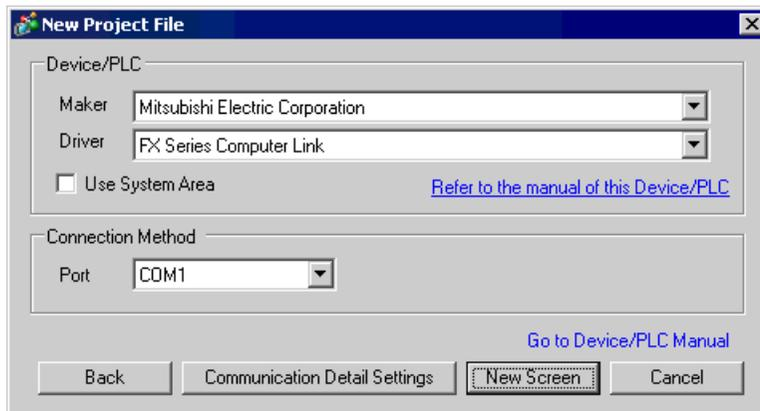 New Project File
Device/PLC
Maker Mitsubishi Electric Corporation
Driver FX Series Computer Link
Use System Area Refer to the manual of this Device/PLC
Connection Method
Port COM1
Go to Device/PLC Manual
Back Communication Detail Settings New Screen Cancel